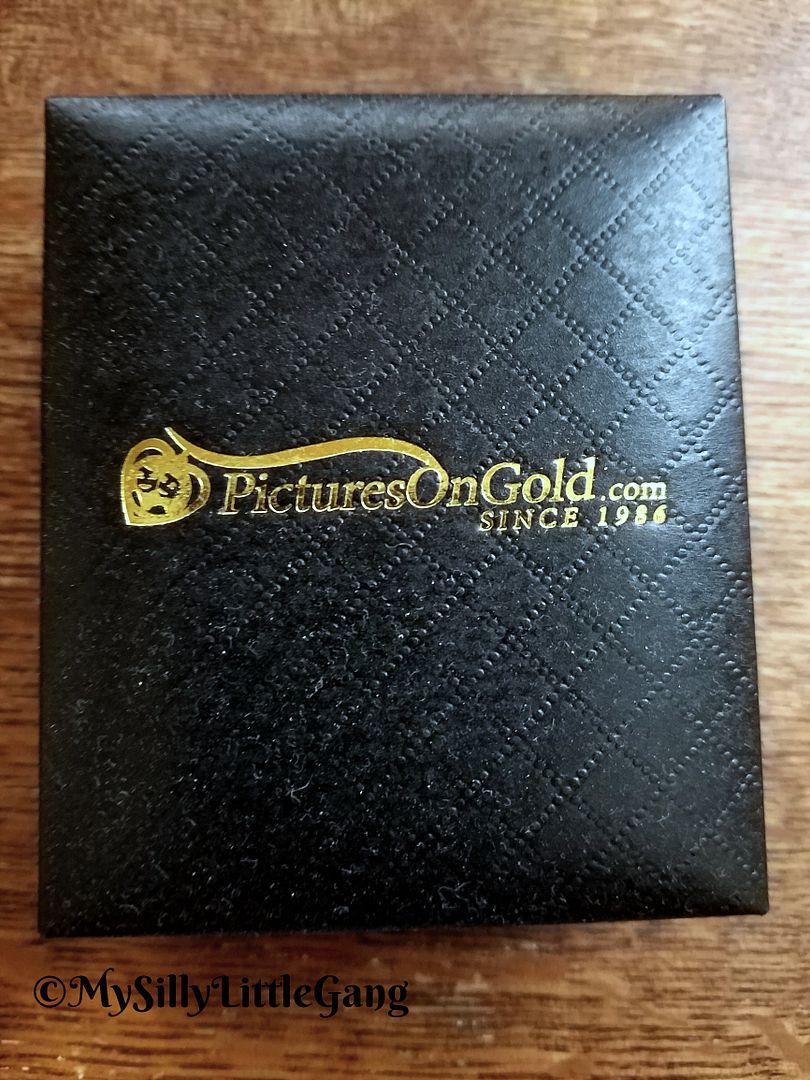 PicturesOnGold.com
SINCE 1986
©MySillyLittleGang